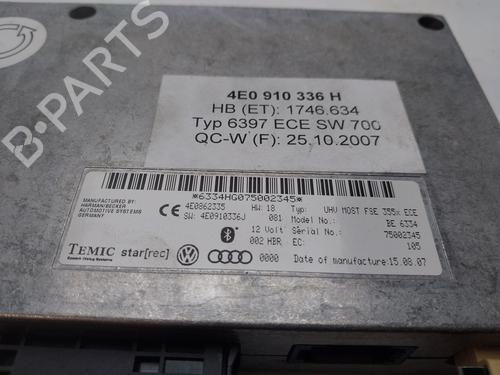 4E0 910 336 H
HB (ET): 1746.634
Typ 6397 ECE SW 700
QC-W (F): 25.10.2007
*6334HG075002345*
MANUFACTURED BY:
HARMAN/BECKER
AUTOMOTIVE SYSTEMS
GERMANY
4E0862335 HW: 18 Typ: UHV MOST FSE 355x ECE
SW: 4E0910336J 081 Model No.: BE 6334
12 Volt Serial No.: 75002345
002 HBR EC: 105
TEMIC star[rec] 0000 Date of manufacture: 15.08.07